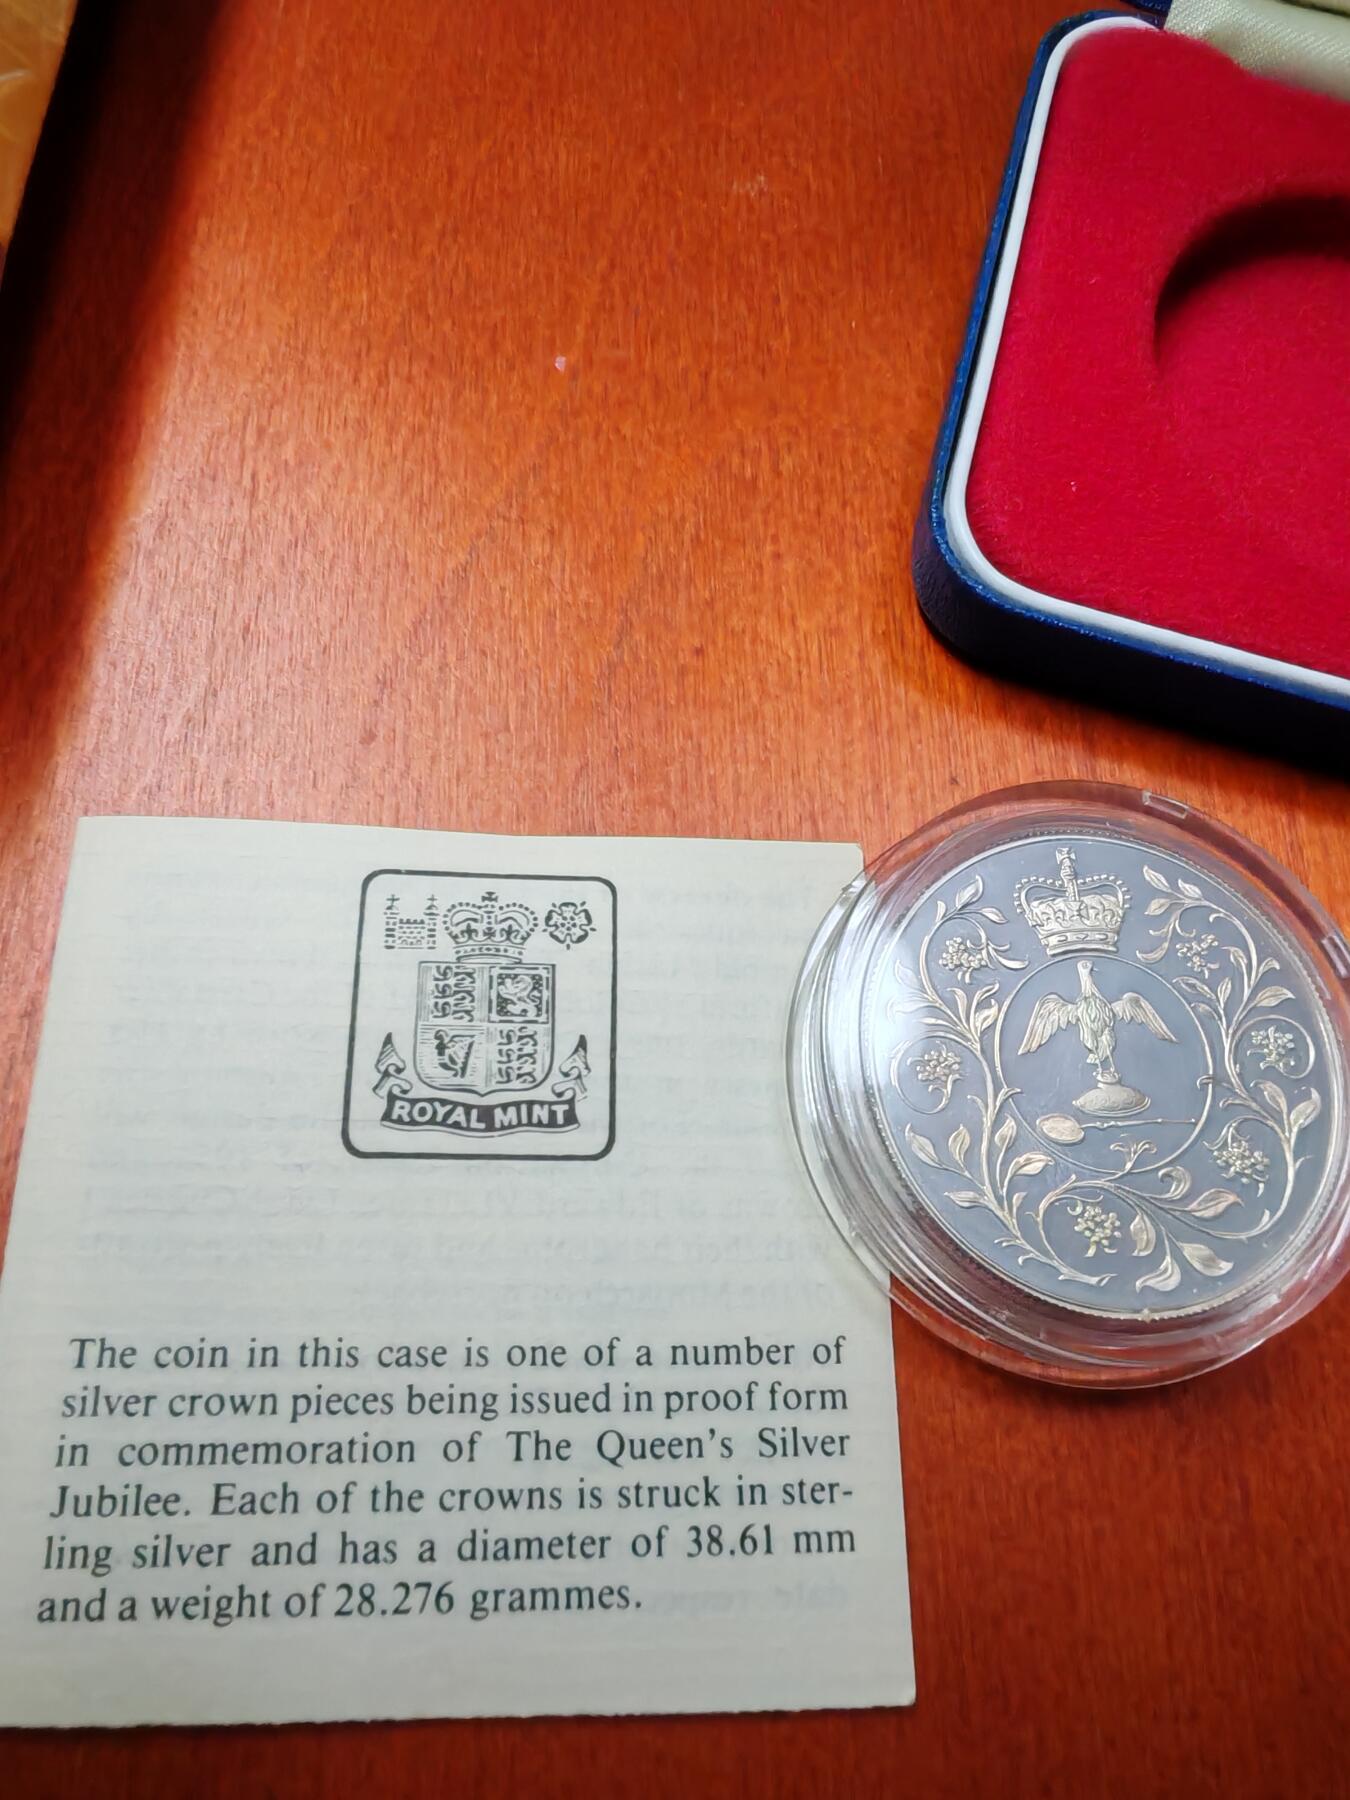 ROYAL MINT
The coin in this case is one of a number of
silver crown pieces being issued in proof form
in commemoration of The Queen's Silver
Jubilee. Each of the crowns is struck in ster-
ling silver and has a diameter of 38.61 mm
and a weight of 28.276 grammes.